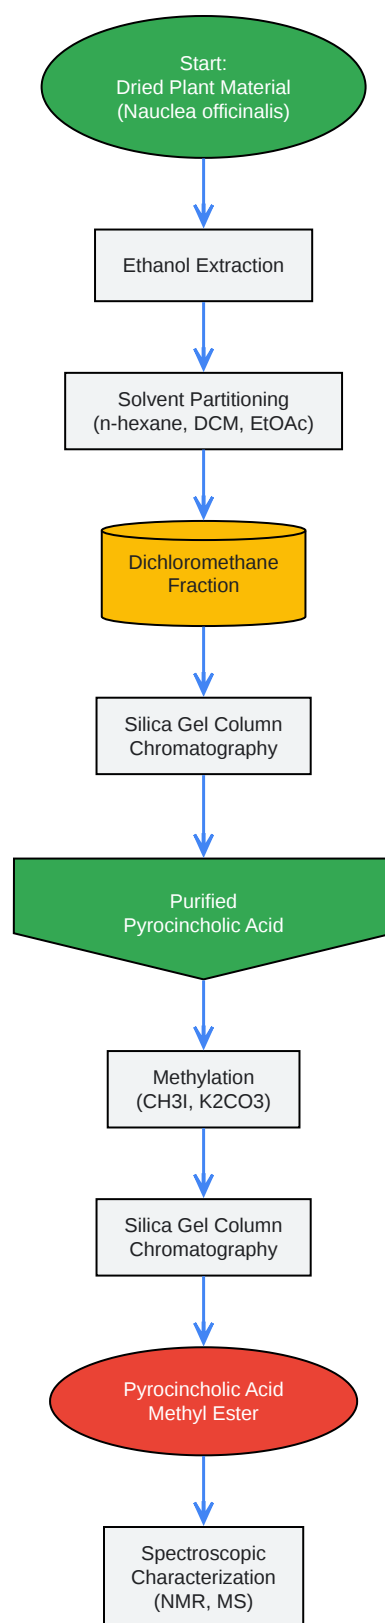 Start:
Dried Plant Material
(Nauclea officinalis)
Ethanol Extraction
Solvent Partitioning
(n-hexane, DCM, EtOAc)
Dichloromethane
Fraction
Silica Gel Column
Chromatography
Purified
Pyrocincholic Acid
Methylation
(CH3I, K2CO3)
Silica Gel Column
Chromatography
Pyrocincholic Acid
Methyl Ester
Spectroscopic
Characterization
(NMR, MS)